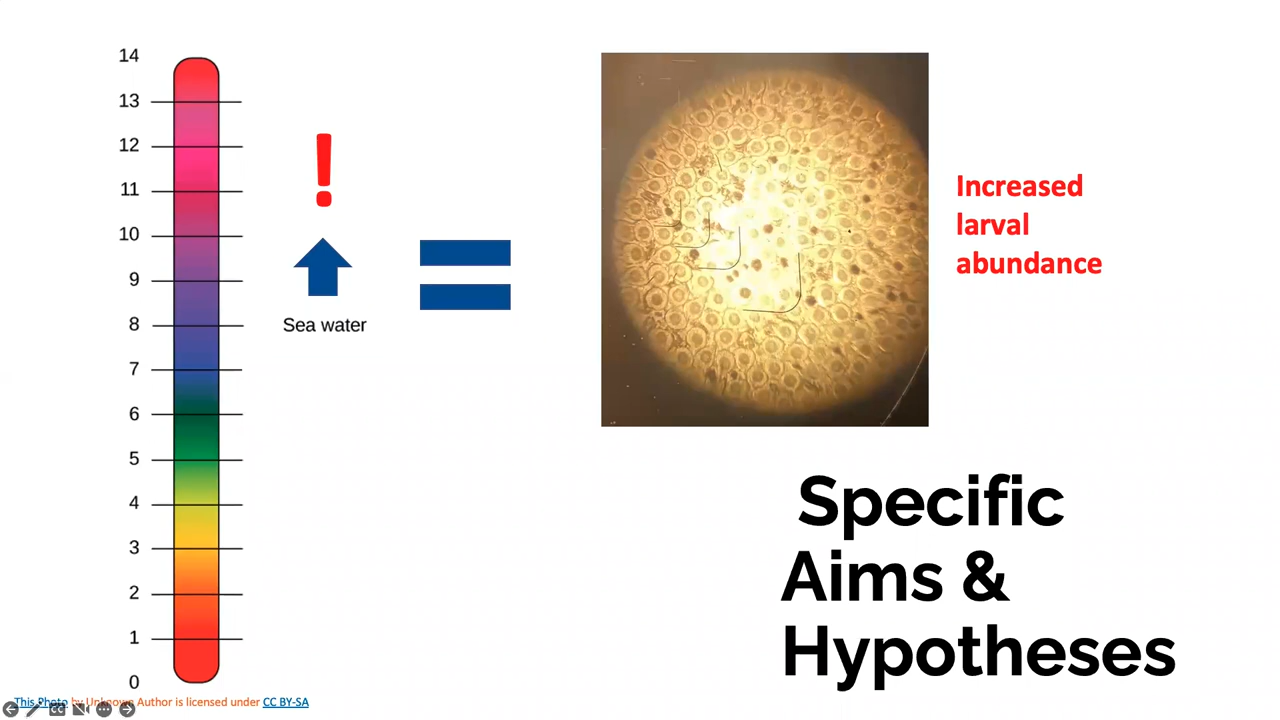 14
13
12
11
10
9
8
7
6
5
4
3
2
1
0
!
Sea water
Increased
larval
abundance
Specific
Aims &
Hypotheses
This Photo by Unknown Author is licensed under CC BY-SA
CC